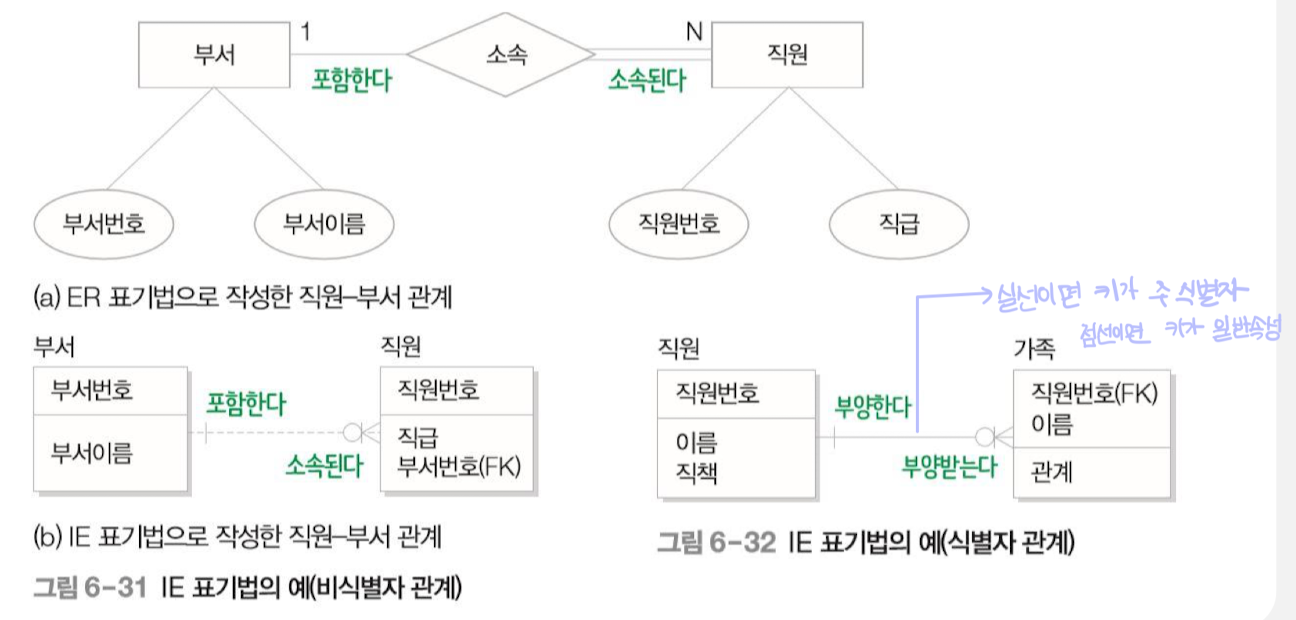 부서
1
소속
N
직원
포함한다
소속된다
부서번호
부서이름
직원번호
직급
(a) ER 표기법으로 작성한 직원–부서 관계
실선이면 키가 주 식별자
점선이면 키가 일반속성
부서
직원
부서번호
부서이름
포함한다
소속된다
직원번호
직급
부서번호(FK)
(b) IE 표기법으로 작성한 직원–부서 관계
그림 6-31 IE 표기법의 예(비식별자 관계)
직원
가족
직원번호
이름
직책
부양한다
부양받는다
직원번호(FK)
이름
관계
그림 6-32 IE 표기법의 예(식별자 관계)